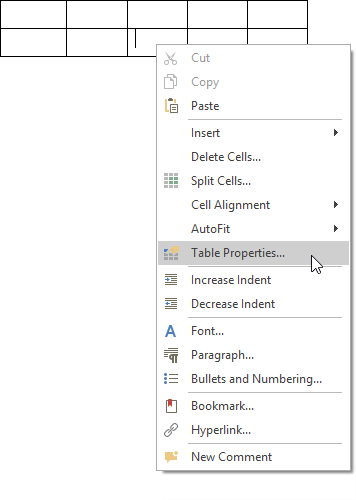 Cut
Copy
Paste
Insert
Delete Cells...
Split Cells...
Cell Alignment
AutoFit
Table Properties...
Increase Indent
Decrease Indent
Font...
Paragraph...
Bullets and Numbering...
Bookmark...
Hyperlink...
New Comment